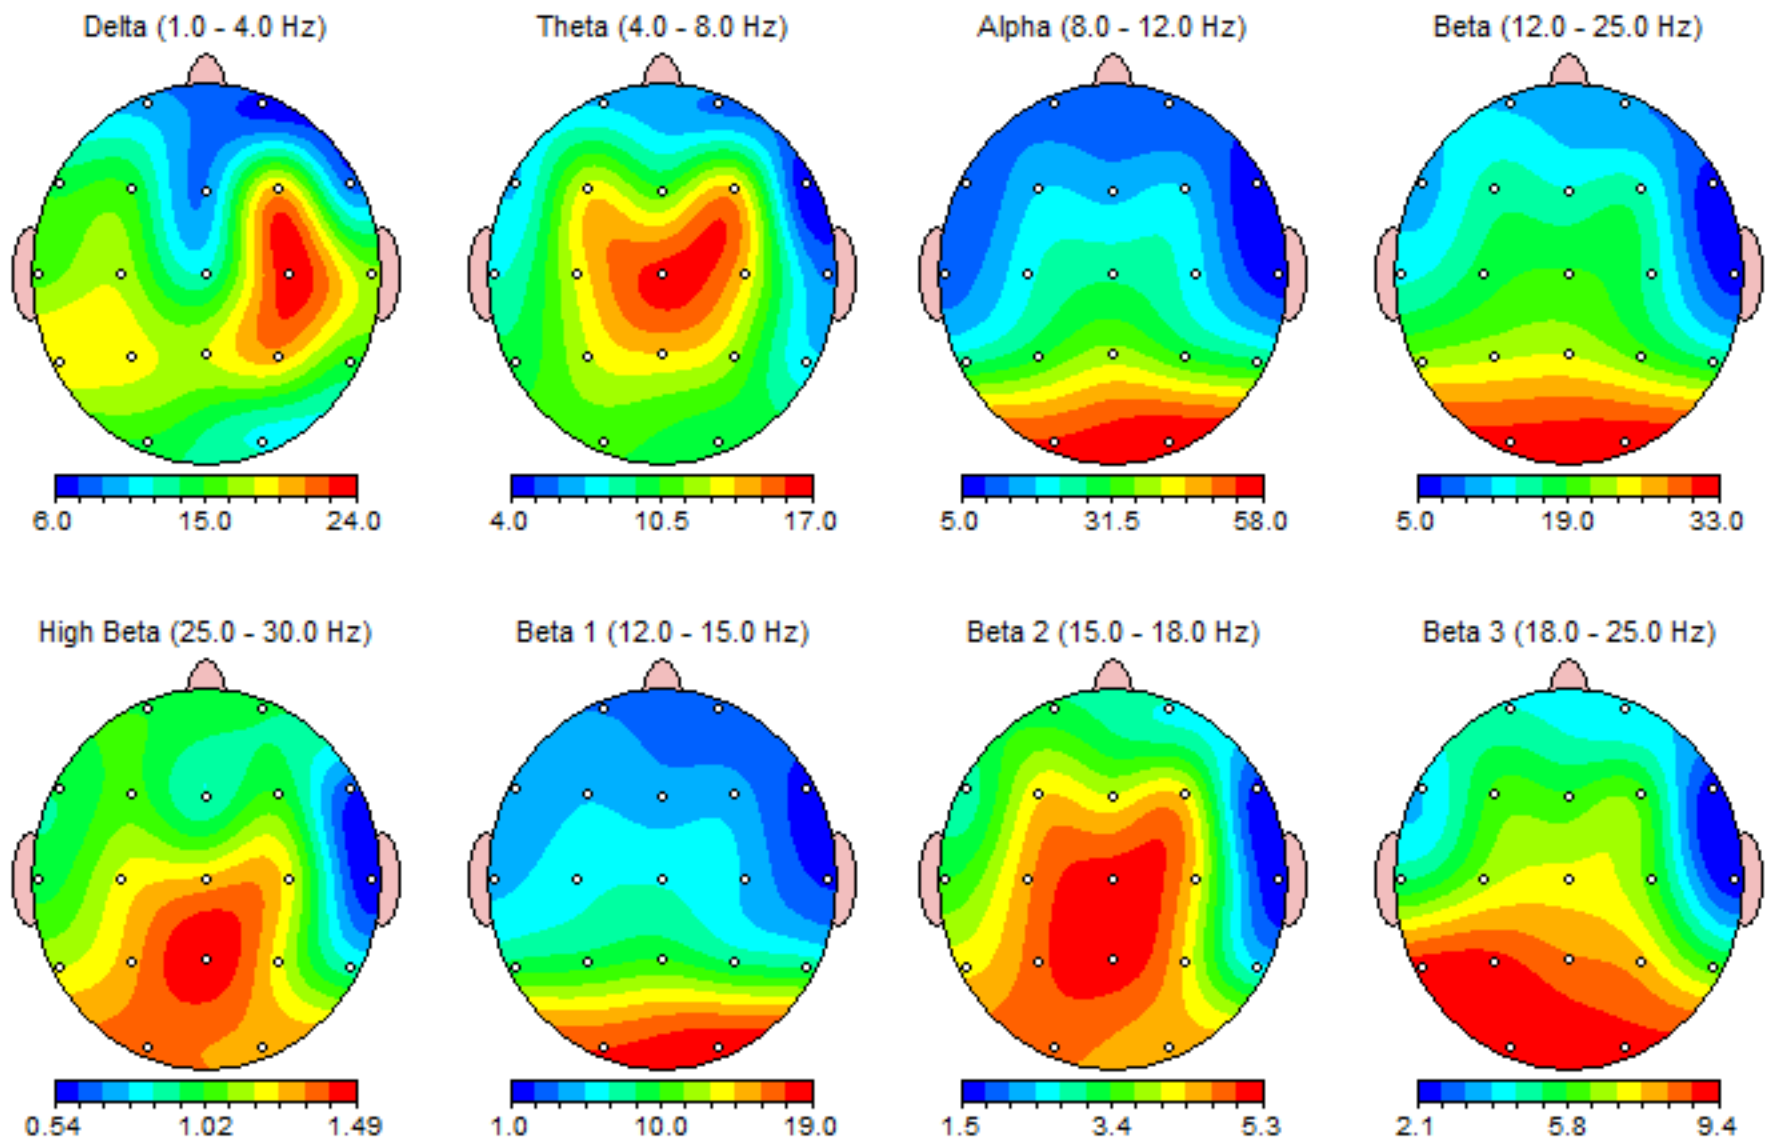 Delta (1.0 - 4.0 Hz)
Theta (4.0 - 8.0 Hz)
Alpha (8.0 - 12.0 Hz)
Beta (12.0 - 25.0 Hz)
6.0 15.0 24.0
4.0 10.5 17.0
5.0 31.5 58.0
5.0 19.0 33.0
High Beta (25.0 - 30.0 Hz)
Beta 1 (12.0 - 15.0 Hz)
Beta 2 (15.0 - 18.0 Hz)
Beta 3 (18.0 - 25.0 Hz)
0.54 1.02 1.49
1.0 10.0 19.0
1.5 3.4 5.3
2.1 5.8 9.4